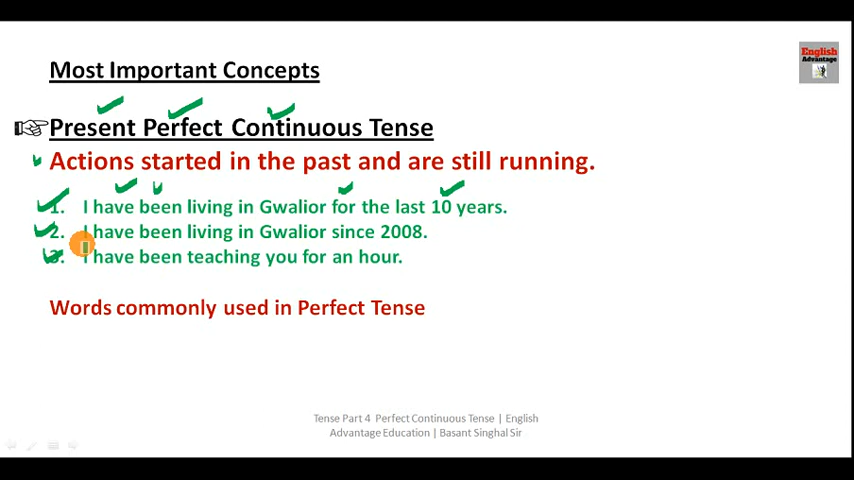 English
Advantage
Most Important Concepts
Present Perfect Continuous Tense
Actions started in the past and are still running.
1. I have been living in Gwalior for the last 10 years.
2. I have been living in Gwalior since 2008.
3. I have been teaching you for an hour.
Words commonly used in Perfect Tense
Tense Part 4 Perfect Continuous Tense | English
Advantage Education | Basant Singhal Sir